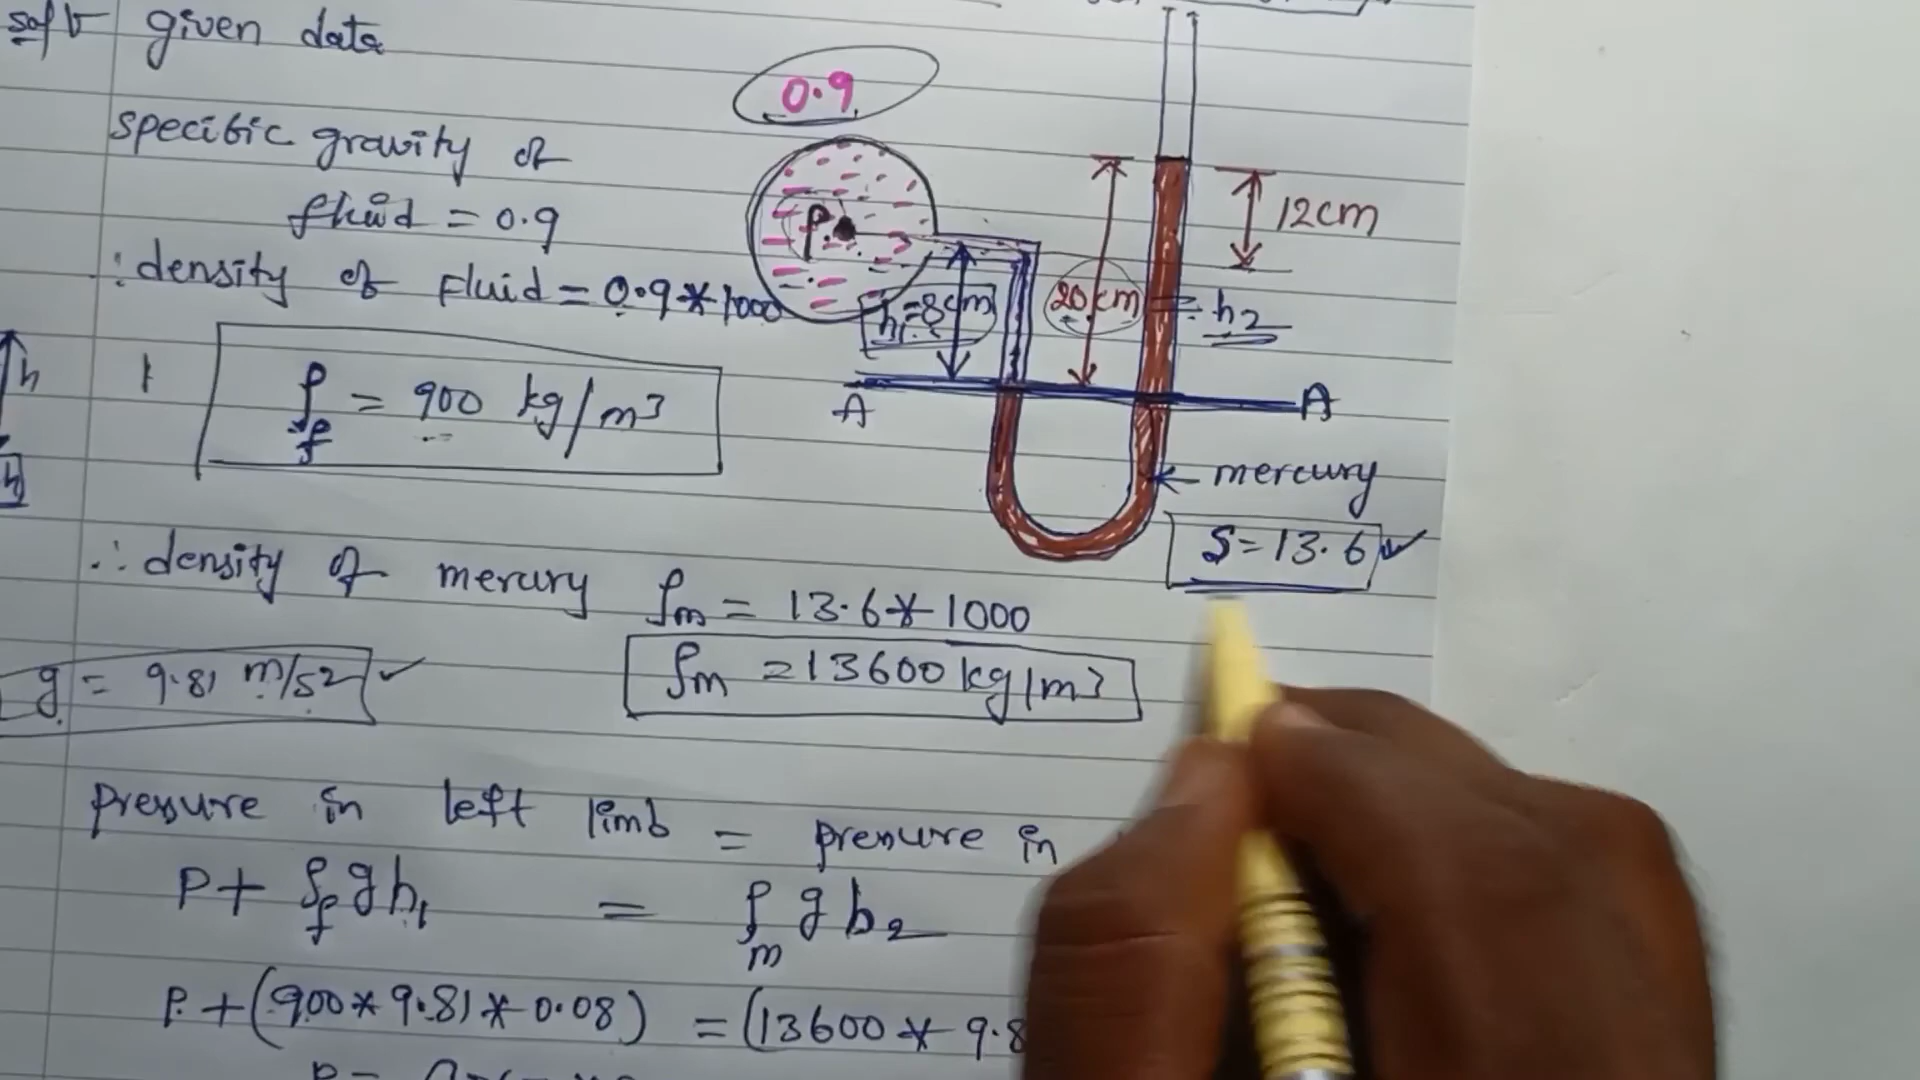 given data
0.9
specific gravity of
fluid = 0.9
12cm
∴ density of fluid = 0.9*1000
h1=8cm
20cm = h2
h
ρf = 900 kg/m3
A
A
h
mercury
S=13.6
∴ density of mercury ρm = 13.6*1000
g = 9.81 m/s2
ρm = 13600 kg/m3
pressure in left limb = pressure in
P + ρf g h1 = ρm g h2
P + (900 * 9.81 * 0.08) = (13600 * 9.8